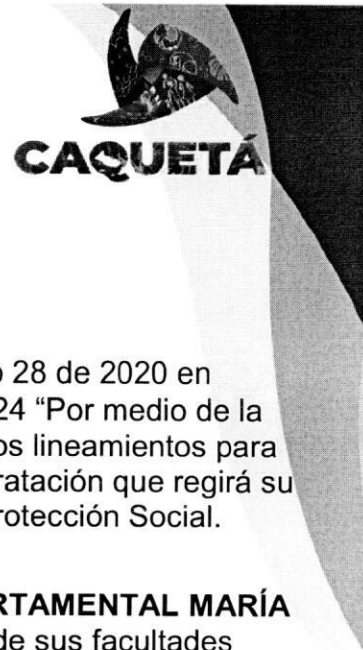 CAQUETÁ
o 28 de 2020 en
24 “Por medio de la
os lineamientos para
ratación que regirá su
rotección Social.
RTAMENTAL MARÍA
de sus facultades